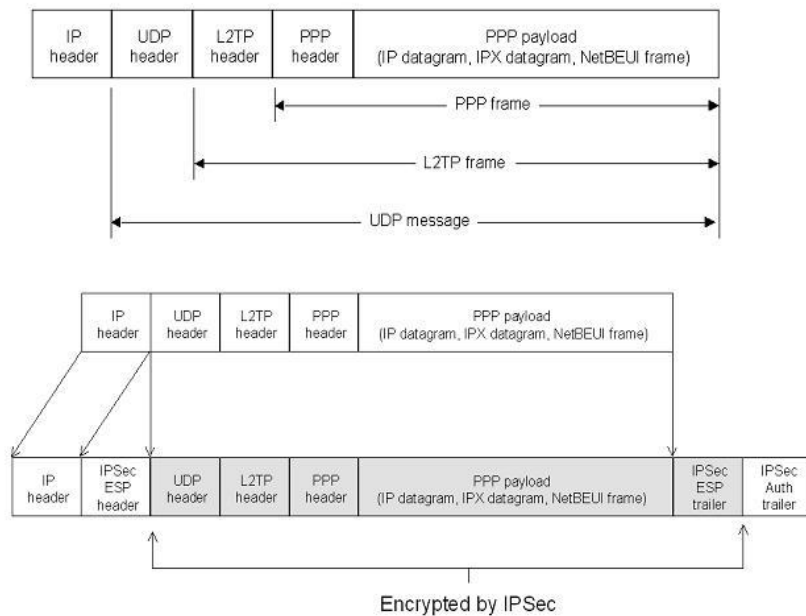 IP
header
UDP
header
L2TP
header
PPP
header
PPP payload
(IP datagram, IPX datagram, NetBEUI frame)
PPP frame
L2TP frame
UDP message
IP
header
UDP
header
L2TP
header
PPP
header
PPP payload
(IP datagram, IPX datagram, NetBEUI frame)
IP
header
IPSec
ESP
header
UDP
header
L2TP
header
PPP
header
PPP payload
(IP datagram, IPX datagram, NetBEUI frame)
IPSec
ESP
trailer
IPSec
Auth
trailer
Encrypted by IPSec